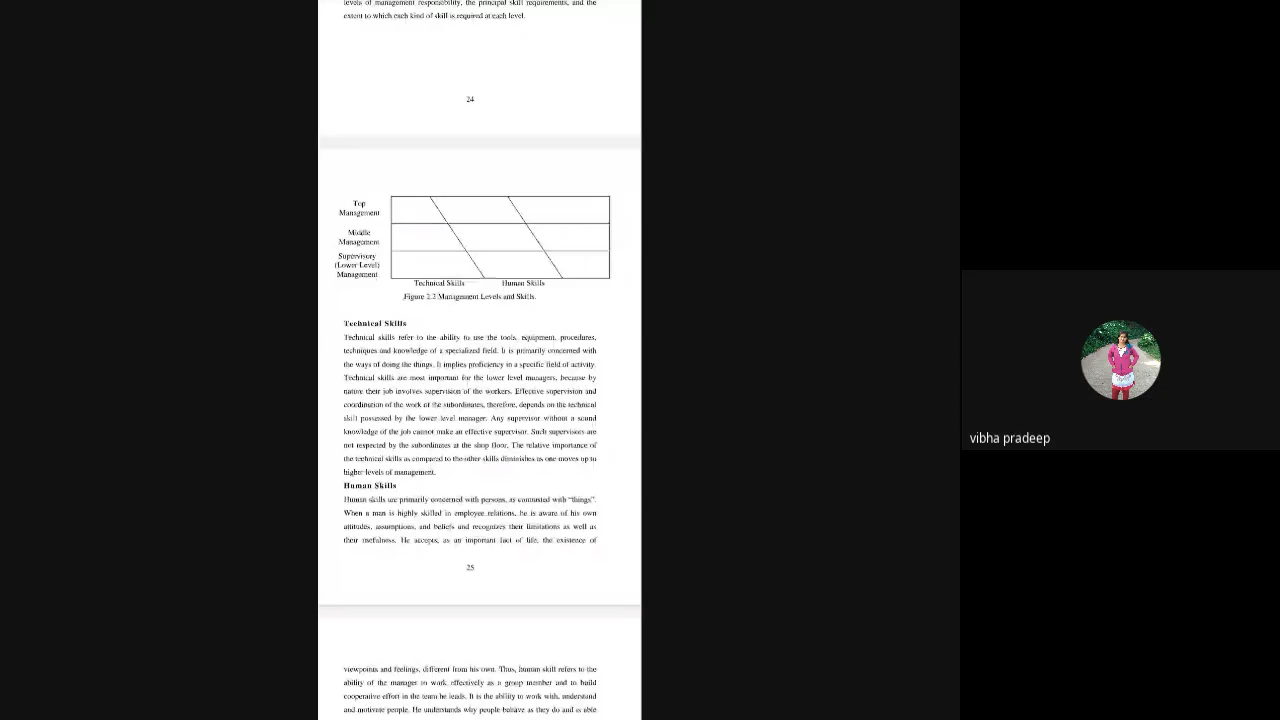 levels of management responsibility, the principal skill requirements, and the
extent to which each kind of skill is required at each level.
24
Top
Management
Middle
Management
Supervisory
(Lower Level)
Management
Technical Skills Human Skills
Figure 2.2 Management Levels and Skills.
Technical Skills
Technical skills refer to the ability to use the tools, equipment, procedures,
techniques and knowledge of a specialized field. It is primarily concerned with
the ways of doing the things. It implies proficiency in a specific field of activity.
Technical skills are most important for the lower level managers, because by
nature their job involves supervision of the workers. Effective supervision and
coordination of the work of the subordinates, therefore, depends on the technical
skill possessed by the lower level manager. Any supervisor without a sound
knowledge of the job cannot make an effective supervisor. Such supervisors are
not respected by the subordinates at the shop floor. The relative importance of
the technical skills as compared to the other skills diminishes as one moves up to
higher levels of management.
Human Skills
Human skills are primarily concerned with persons, as contrasted with “things”.
When a man is highly skilled in employee relations, he is aware of his own
attitudes, assumptions, and beliefs and recognizes their limitations as well as
their usefulness. He accepts, as an important fact of life, the existence of
25
viewpoints and feelings, different from his own. Thus, human skill refers to the
ability of the manager to work effectively as a group member and to build
cooperative effort in the team he leads. It is the ability to work with, understand
and motivate people. He understands why people behave as they do and is able
vibha pradeep